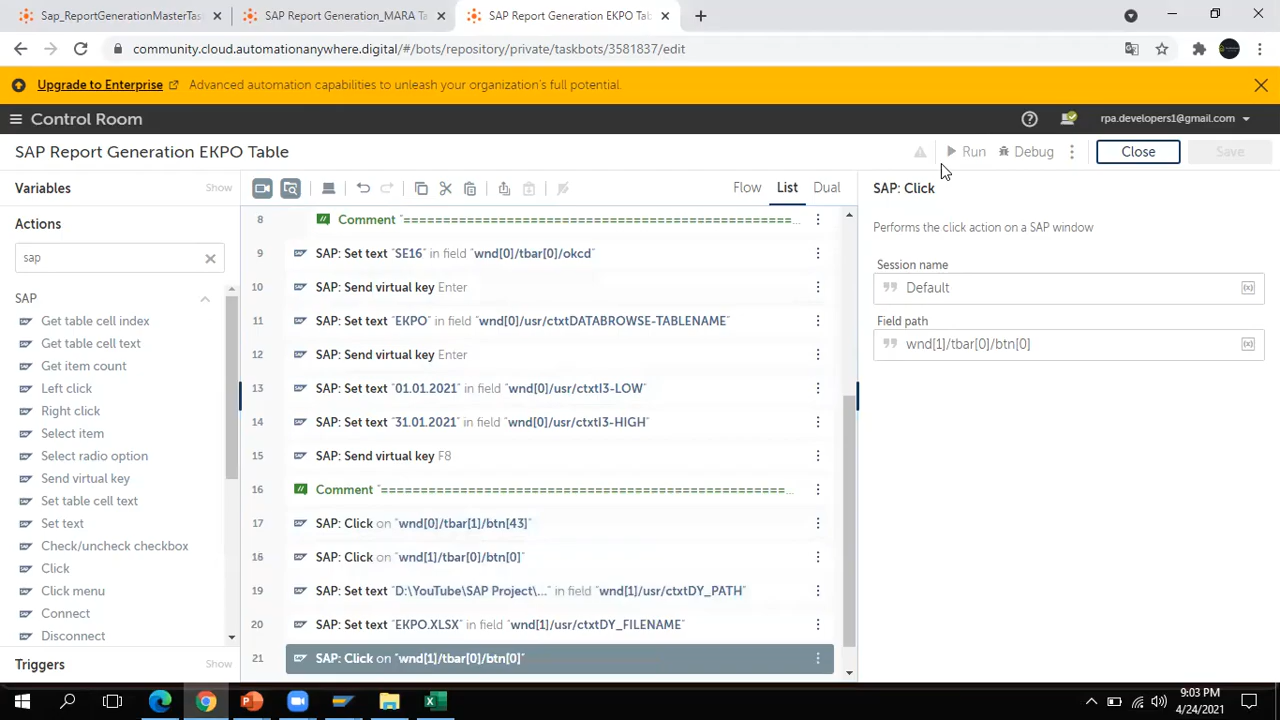 Sap_ReportGenerationMasterTas
SAP Report Generation_MARA Ta
SAP Report Generation EKPO Tab
community.cloud.automationanywhere.digital/#/bots/repository/private/taskbots/3581837/edit
Upgrade to Enterprise Advanced automation capabilities to unleash your organization's full potential.
Control Room
rpa.developers1@gmail.com
SAP Report Generation EKPO Table
Run
Debug
Close
Save
Variables
Show
Flow
List
Dual
SAP: Click
Actions
sap
SAP
Get table cell index
Get table cell text
Get item count
Left click
Right click
Select item
Select radio option
Send virtual key
Set table cell text
Set text
Check/uncheck checkbox
Click
Click menu
Connect
Disconnect
Triggers
Show
8 Comment "================================================...
9 SAP: Set text "SE16" in field "wnd[0]/tbar[0]/okcd"
10 SAP: Send virtual key Enter
11 SAP: Set text "EKPO" in field "wnd[0]/usr/ctxtDATABROWSE-TABLENAME"
12 SAP: Send virtual key Enter
13 SAP: Set text "01.01.2021" in field "wnd[0]/usr/ctxtI3-LOW"
14 SAP: Set text "31.01.2021" in field "wnd[0]/usr/ctxtI3-HIGH"
15 SAP: Send virtual key F8
16 Comment "===================================================...
17 SAP: Click on "wnd[0]/tbar[1]/btn[43]"
16 SAP: Click on "wnd[1]/tbar[0]/btn[0]"
19 SAP: Set text "D:\YouTube\SAP Project\..." in field "wnd[1]/usr/ctxtDY_PATH"
20 SAP: Set text "EKPO.XLSX" in field "wnd[1]/usr/ctxtDY_FILENAME"
21 SAP: Click on "wnd[1]/tbar[0]/btn[0]"
Performs the click action on a SAP window
Session name
Default
Field path
wnd[1]/tbar[0]/btn[0]
9:03 PM
4/24/2021